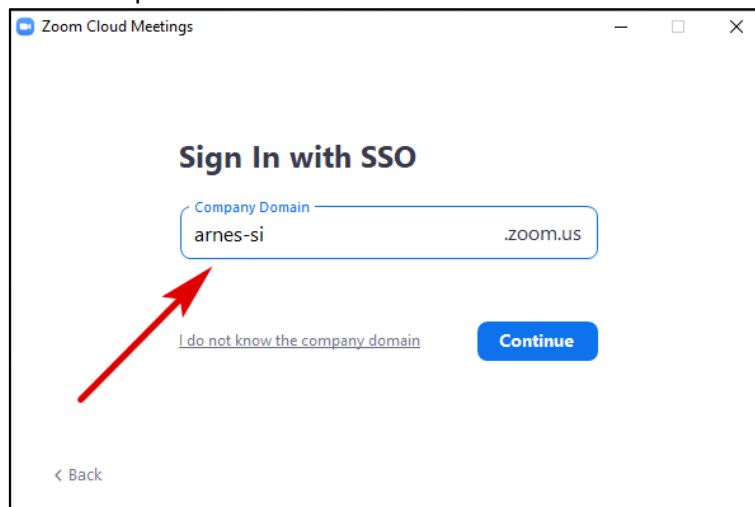 Zoom Cloud Meetings
Sign In with SSO
Company Domain
arnes-si .zoom.us
I do not know the company domain Continue
< Back